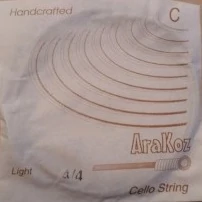 Handcrafted C
AraKoz
Light 4/4
Cello String